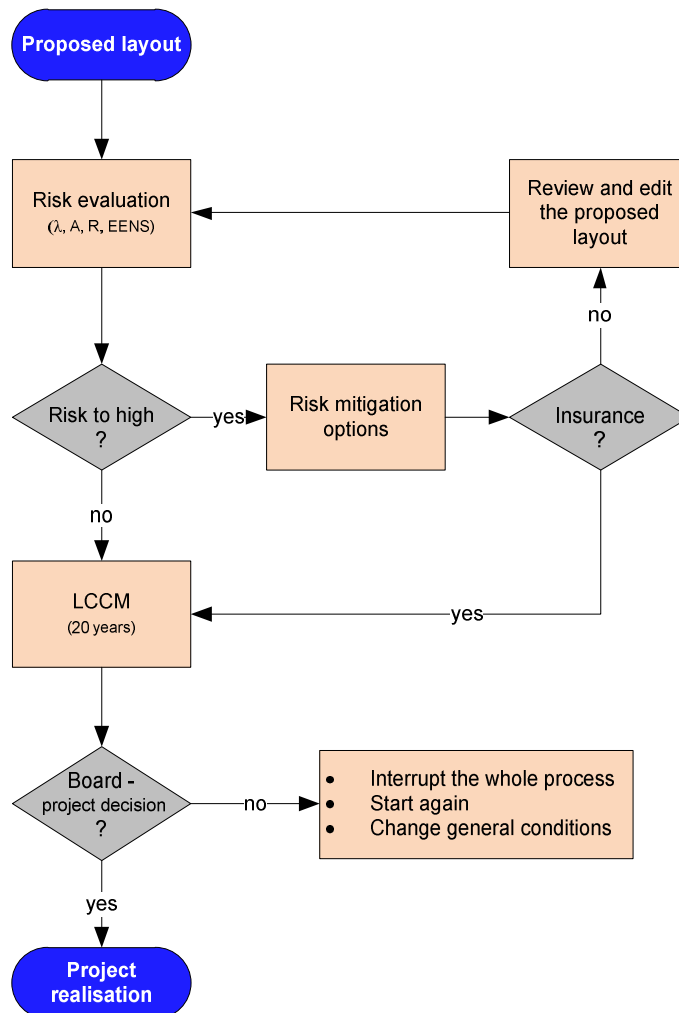 Proposed layout
Risk evaluation
(λ, A, R, EENS)
Review and edit
the proposed
layout
no
Risk to high
?
yes
Risk mitigation
options
Insurance
?
no
LCCM
(20 years)
yes
Board -
project decision
?
no
• Interrupt the whole process
• Start again
• Change general conditions
yes
Project
realisation